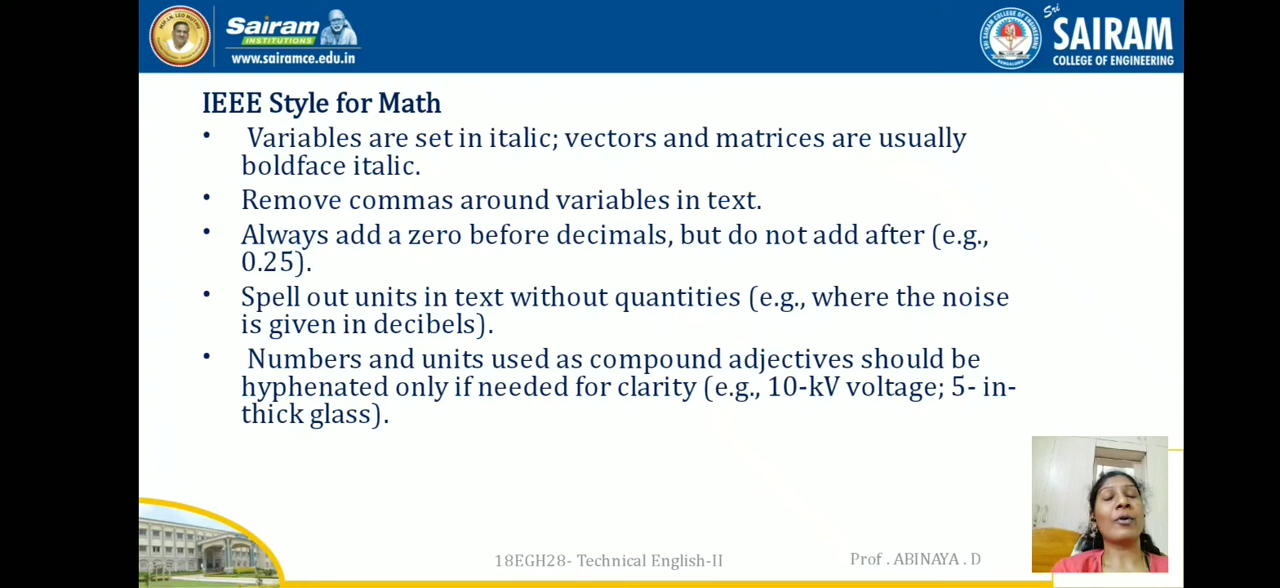 Sairam
INSTITUTIONS
www.sairamce.edu.in
Sri
SAIRAM
COLLEGE OF ENGINEERING
IEEE Style for Math
• Variables are set in italic; vectors and matrices are usually
boldface italic.
• Remove commas around variables in text.
• Always add a zero before decimals, but do not add after (e.g.,
0.25).
• Spell out units in text without quantities (e.g., where the noise
is given in decibels).
• Numbers and units used as compound adjectives should be
hyphenated only if needed for clarity (e.g., 10-kV voltage; 5- in-
thick glass).
18EGH28- Technical English-II
Prof . ABINAYA . D